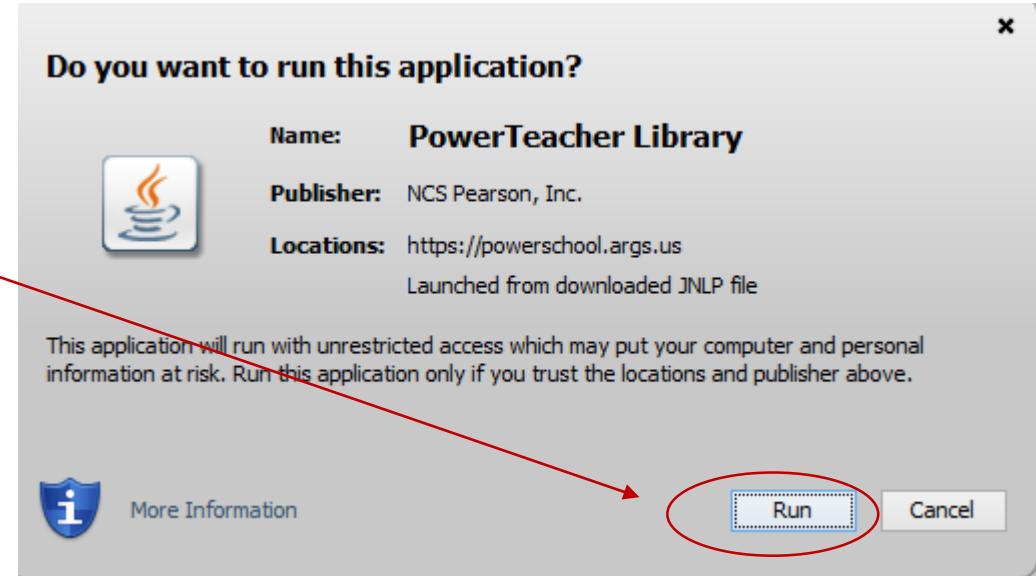 Do you want to run this application?
Name: PowerTeacher Library
Publisher: NCS Pearson, Inc.
Locations: https://powerschool.args.us
Launched from downloaded JNLP file
This application will run with unrestricted access which may put your computer and personal
information at risk. Run this application only if you trust the locations and publisher above.
More Information
Run Cancel